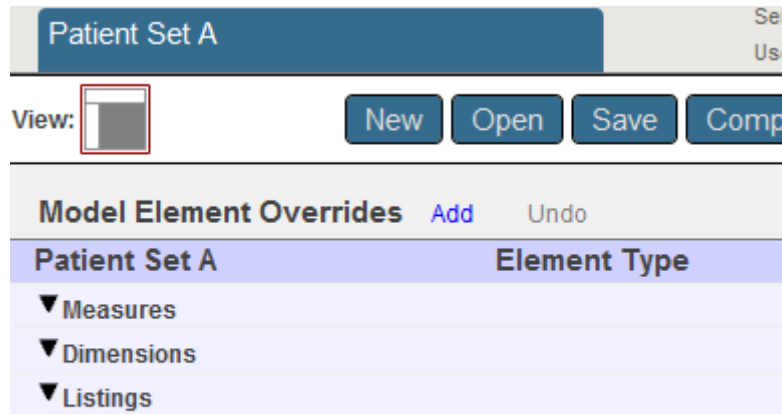 Patient Set A
View: New Open Save
Model Element Overrides Add Undo
Patient Set A Element Type
Measures
Dimensions
Listings